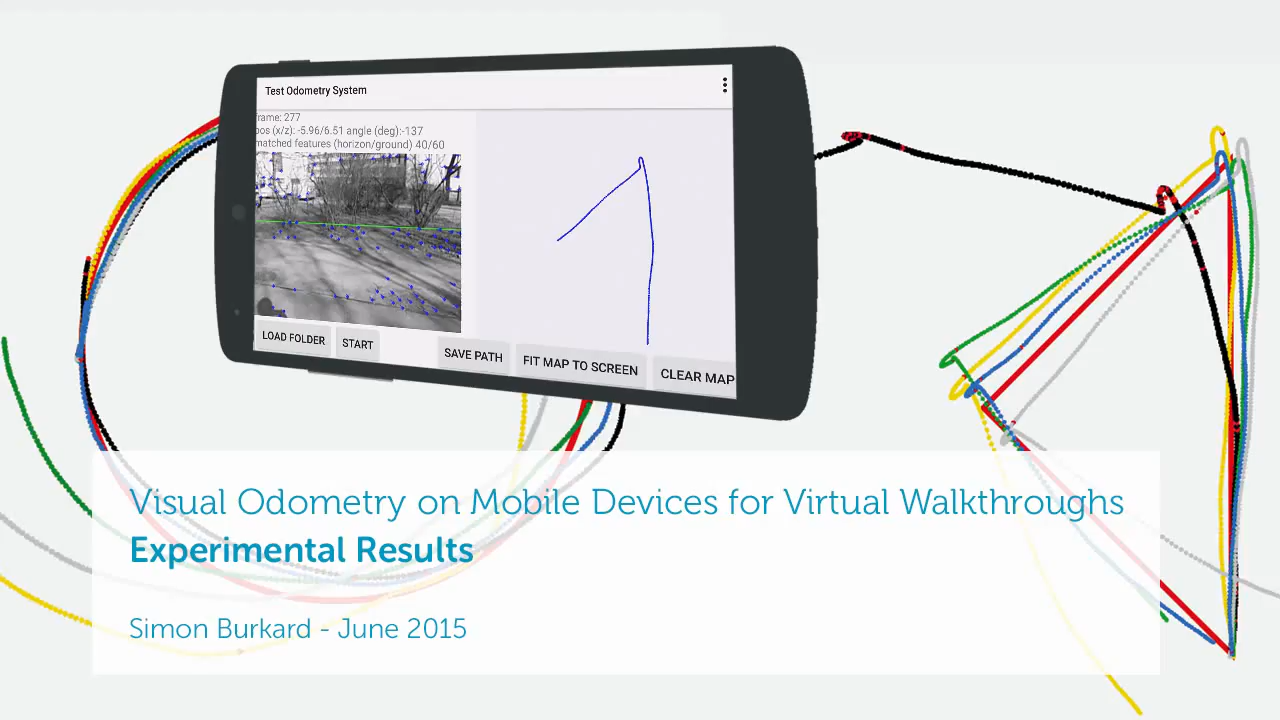 Test Odometry System
frame: 277
pos (x/z): -5.96/6.51 angle (deg):-137
matched features (horizon/ground) 40/60
LOAD FOLDER
START
SAVE PATH
FIT MAP TO SCREEN
CLEAR MAP
Visual Odometry on Mobile Devices for Virtual Walkthroughs
Experimental Results
Simon Burkard - June 2015